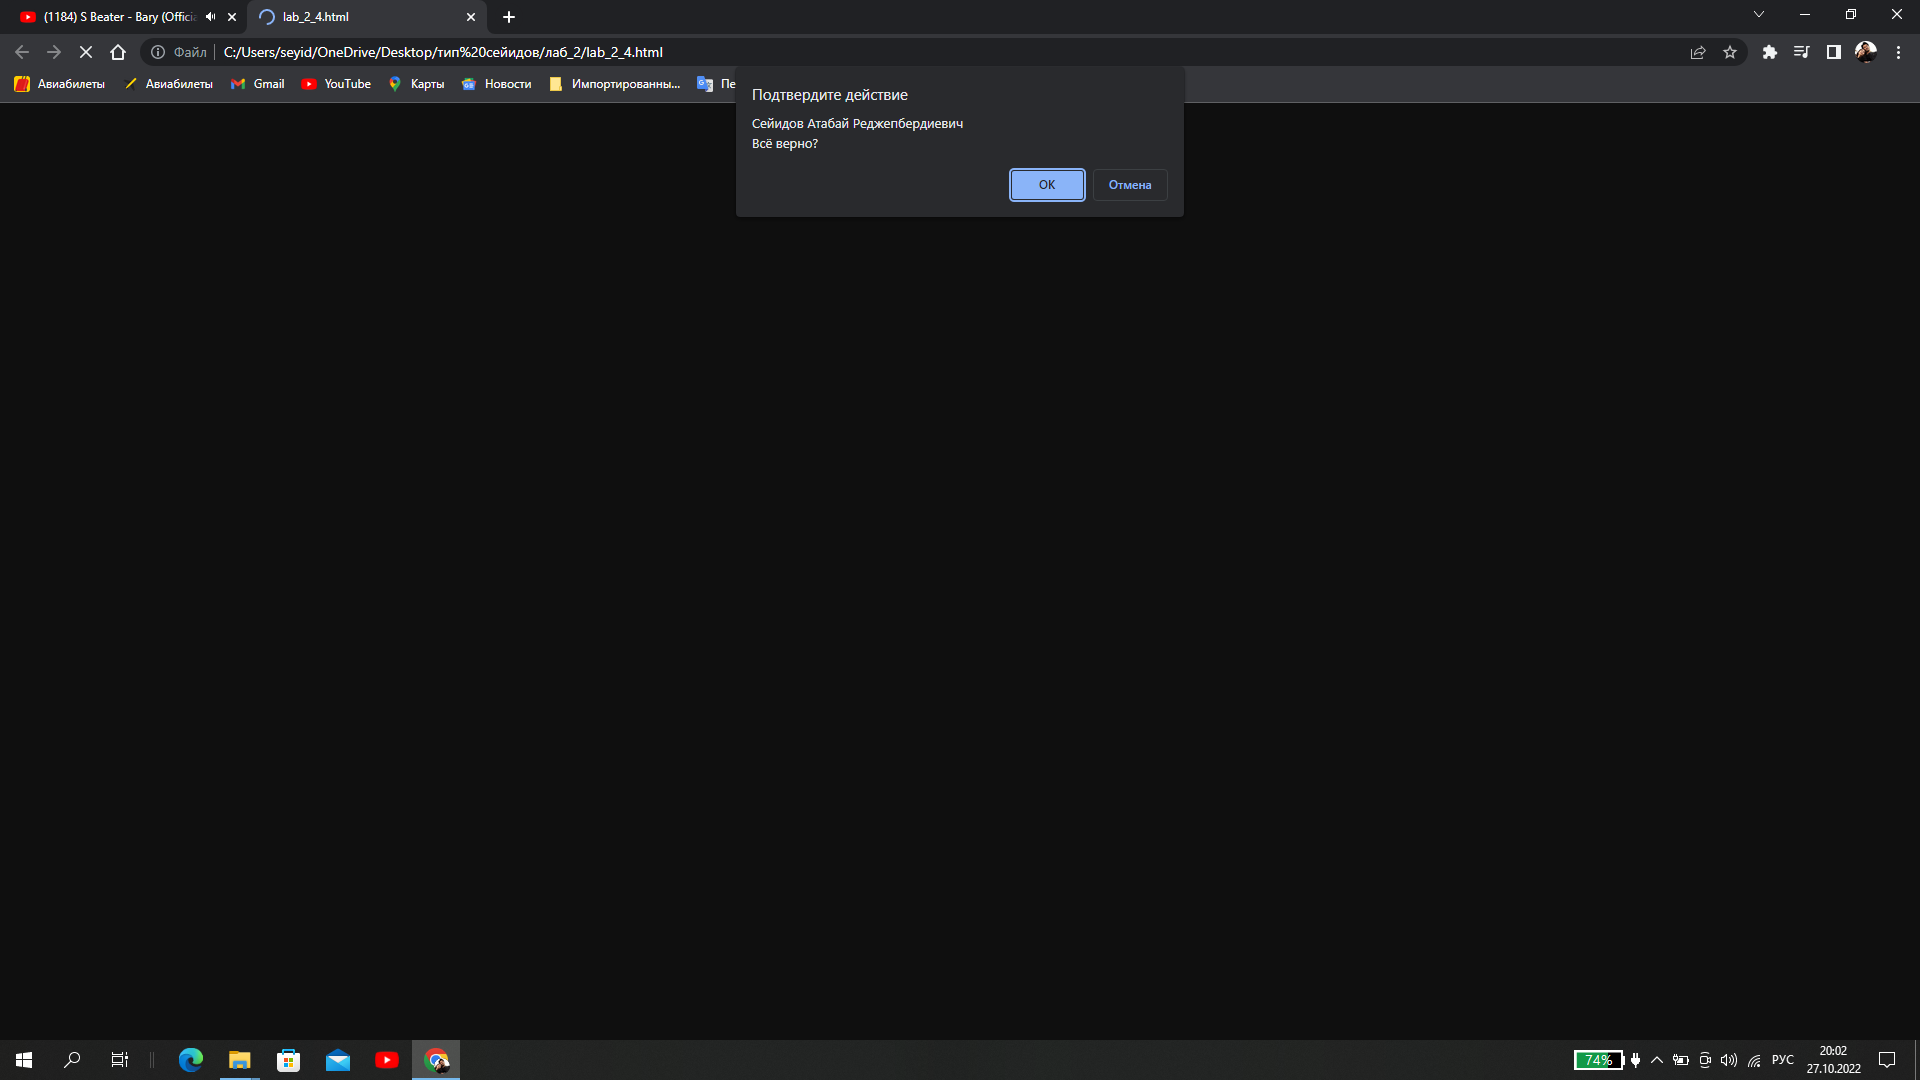 (1184) S Beater - Bary (Officia
lab_2_4.html
Файл
C:/Users/seyid/OneDrive/Desktop/тип%20сейидов/лаб_2/lab_2_4.html
Авиабилеты
Авиабилеты
Gmail
YouTube
Карты
Новости
Импортированны...
Пе
Подтвердите действие
Сейидов Атабай Реджепбердиевич
Всё верно?
ОК
Отмена
74%
РУС
20:02
27.10.2022